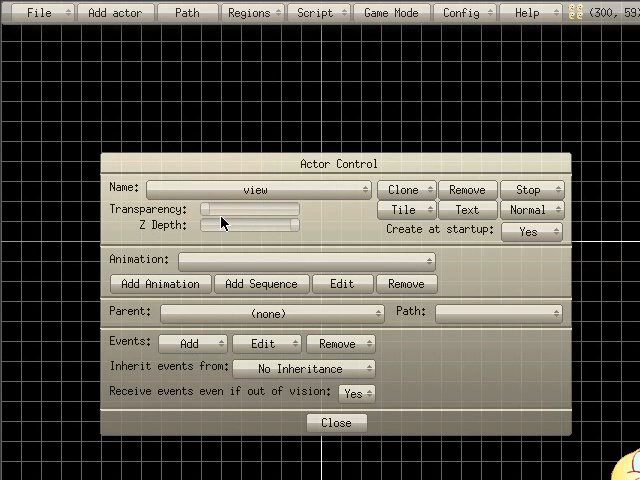 File Add actor Path Regions Script Game Mode Config Help (300, 59)
Actor Control
Name: view Clone Remove Stop
Transparency: Tile Text Normal
Z Depth: Create at startup: Yes
Animation:
Add Animation Add Sequence Edit Remove
Parent: (none) Path:
Events: Add Edit Remove
Inherit events from: No Inheritance
Receive events even if out of vision: Yes
Close